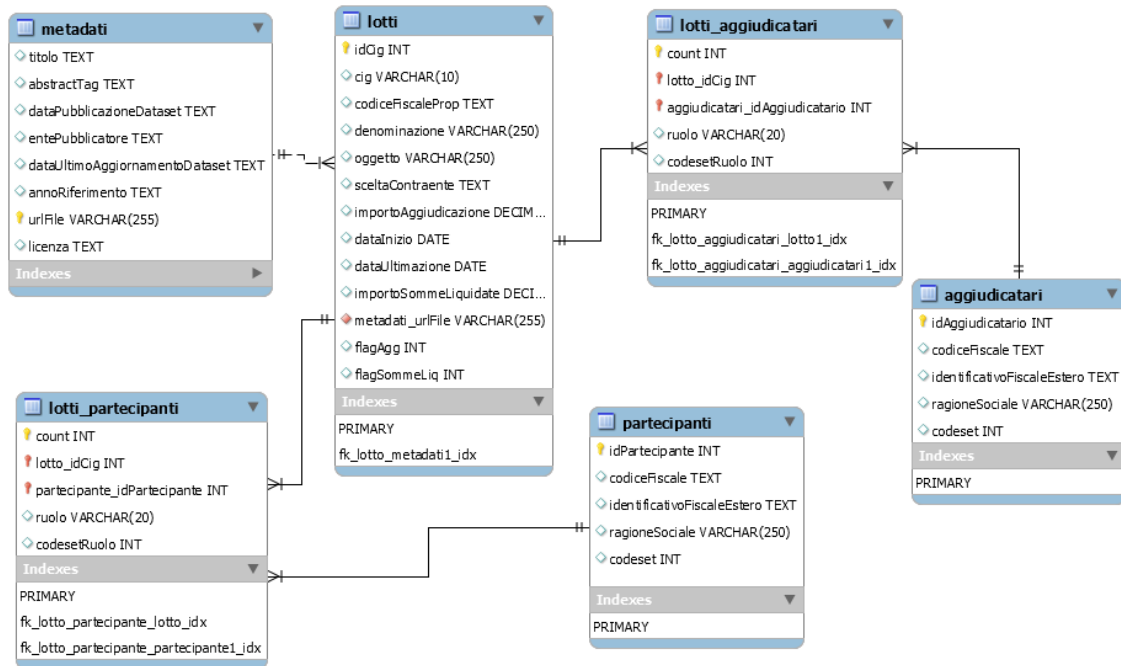 metadati
titolo TEXT
abstractTag TEXT
dataPubblicazioneDataset TEXT
entePubblicatore TEXT
dataUltimoAggiornamentoDataset TEXT
annoRiferimento TEXT
urlFile VARCHAR(255)
licenza TEXT
Indexes
lotti
idCig INT
cig VARCHAR(10)
codiceFiscaleProp TEXT
denominazione VARCHAR(250)
oggetto VARCHAR(250)
sceltaContraente TEXT
importoAggiudicazione DECIM...
dataInizio DATE
dataUltimazione DATE
importoSommeLiquidate DECI...
metadati_urlFile VARCHAR(255)
flagAgg INT
flagSommeLiq INT
Indexes
PRIMARY
fk_lotto_metadati1_idx
lotti_aggiudicatari
count INT
lotto_idCig INT
aggiudicatari_idAggiudicatario INT
ruolo VARCHAR(20)
codesetRuolo INT
Indexes
PRIMARY
fk_lotto_aggiudicatari_lotto1_idx
fk_lotto_aggiudicatari_aggiudicatari1_idx
aggiudicatari
idAggiudicatario INT
codiceFiscale TEXT
identificativoFiscaleEstero TEXT
ragioneSociale VARCHAR(250)
codeset INT
Indexes
PRIMARY
lotti_partecipanti
count INT
lotto_idCig INT
partecipante_idPartecipante INT
ruolo VARCHAR(20)
codesetRuolo INT
Indexes
PRIMARY
fk_lotto_partecipante_lotto_idx
fk_lotto_partecipante_partecipante1_idx
partecipanti
idPartecipante INT
codiceFiscale TEXT
identificativoFiscaleEstero TEXT
ragioneSociale VARCHAR(250)
codeset INT
Indexes
PRIMARY